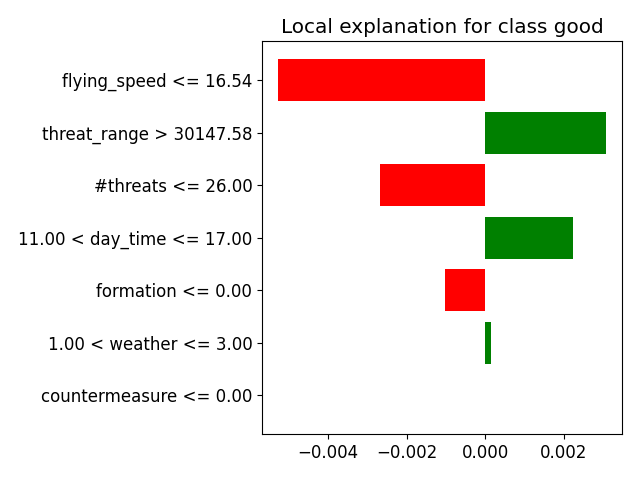 Local explanation for class good
flying_speed <= 16.54
threat_range > 30147.58
#threats <= 26.00
11.00 < day_time <= 17.00
formation <= 0.00
1.00 < weather <= 3.00
countermeasure <= 0.00
−0.004 −0.002 0.000 0.002